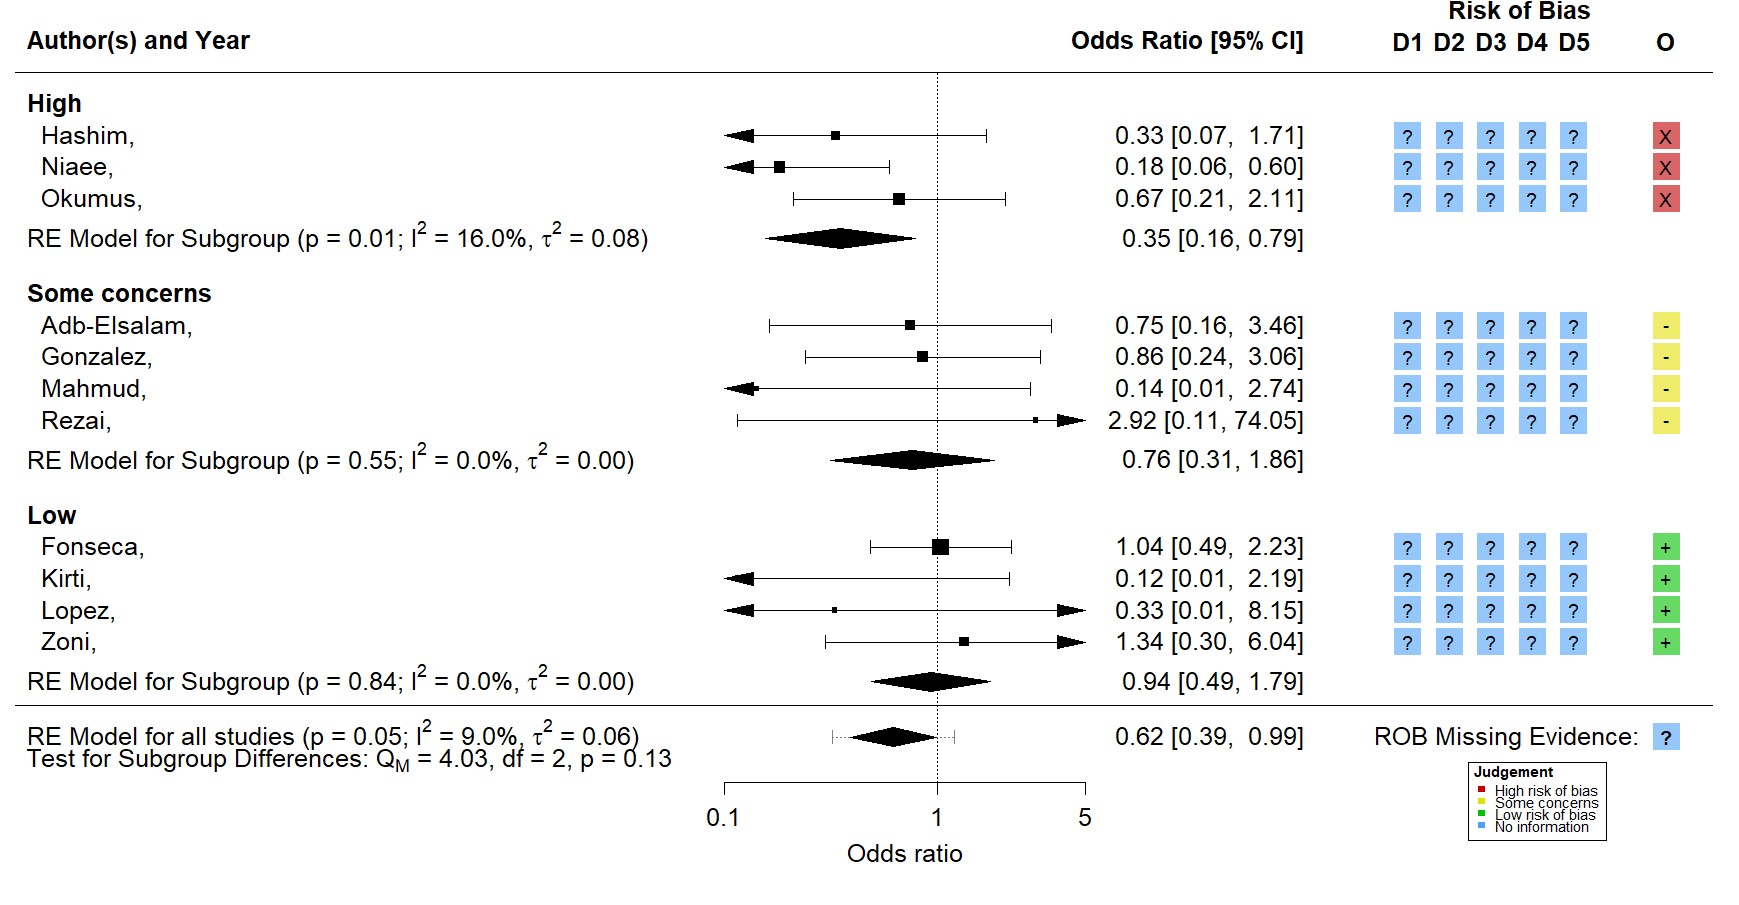 Risk of Bias
Author(s) and Year Odds Ratio [95% CI] D1 D2 D3 D4 D5 O
High
Hashim, 0.33 [0.07, 1.71] ? ? ? ? ? X
Niaee, 0.18 [0.06, 0.60] ? ? ? ? ? X
Okumus, 0.67 [0.21, 2.11] ? ? ? ? ? X
RE Model for Subgroup (p = 0.01; I² = 16.0%, τ² = 0.08) 0.35 [0.16, 0.79]
Some concerns
Adb-Elsalam, 0.75 [0.16, 3.46] ? ? ? ? ? -
Gonzalez, 0.86 [0.24, 3.06] ? ? ? ? ? -
Mahmud, 0.14 [0.01, 2.74] ? ? ? ? ? -
Rezai, 2.92 [0.11, 74.05] ? ? ? ? ? -
RE Model for Subgroup (p = 0.55; I² = 0.0%, τ² = 0.00) 0.76 [0.31, 1.86]
Low
Fonseca, 1.04 [0.49, 2.23] ? ? ? ? ? +
Kirti, 0.12 [0.01, 2.19] ? ? ? ? ? +
Lopez, 0.33 [0.01, 8.15] ? ? ? ? ? +
Zoni, 1.34 [0.30, 6.04] ? ? ? ? ? +
RE Model for Subgroup (p = 0.84; I² = 0.0%, τ² = 0.00) 0.94 [0.49, 1.79]
RE Model for all studies (p = 0.05; I² = 9.0%, τ² = 0.06) 0.62 [0.39, 0.99] ROB Missing Evidence: ?
Test for Subgroup Differences: Q_M = 4.03, df = 2, p = 0.13
Judgement
High risk of bias
Some concerns
Low risk of bias
No information
0.1 1 5
Odds ratio